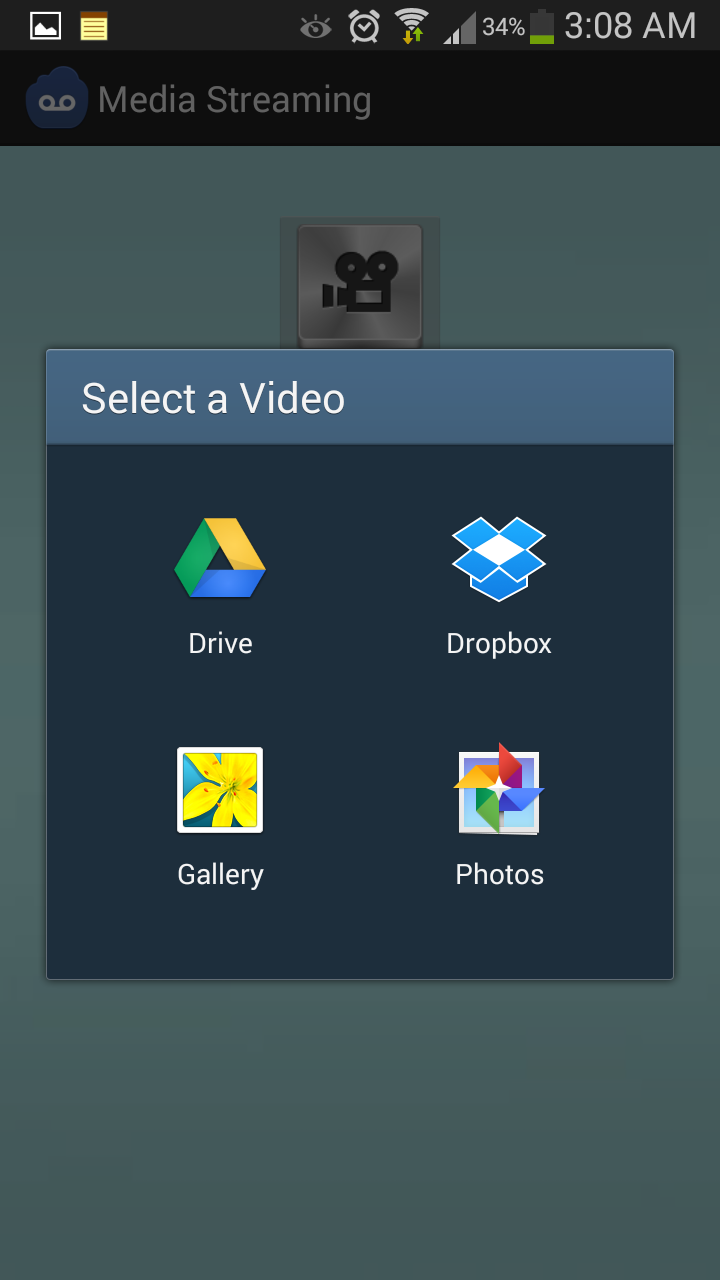 34% 3:08 AM
Media Streaming
Select a Video
Drive Dropbox
Gallery Photos